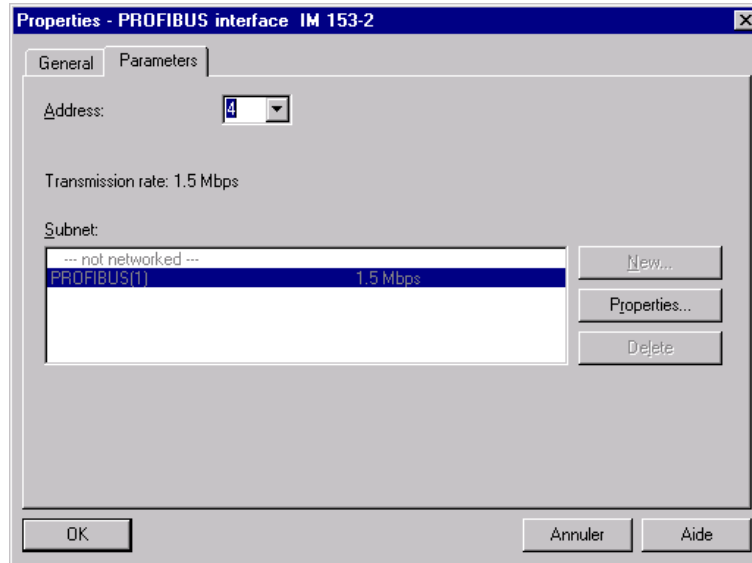 Properties - PROFIBUS interface IM 153-2
General Parameters
Address: 4
Transmission rate: 1.5 Mbps
Subnet:
--- not networked ---
PROFIBUS(1) 1.5 Mbps
New...
Properties...
Delete
OK Annuler Aide